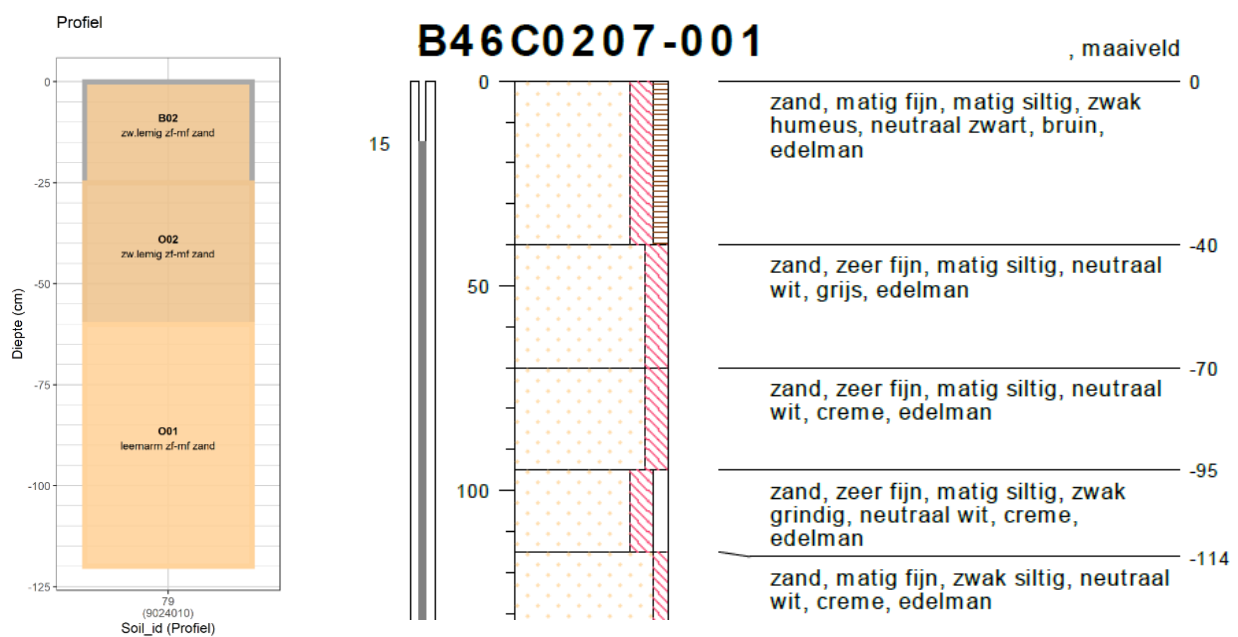 Profiel
0
-25
-50
-75
-100
-125
Diepte (cm)
B02
zw.lemig zf-mf zand
O02
zw.lemig zf-mf zand
O01
leemarm zf-mf zand
79
(9024010)
Soil_id (Profiel)
B46C0207-001
, maaiveld
15
0
50
100
0
zand, matig fijn, matig siltig, zwak
humeus, neutraal zwart, bruin,
edelman
-40
zand, zeer fijn, matig siltig, neutraal
wit, grijs, edelman
-70
zand, zeer fijn, matig siltig, neutraal
wit, creme, edelman
-95
zand, zeer fijn, matig siltig, zwak
grindig, neutraal wit, creme,
edelman
-114
zand, matig fijn, zwak siltig, neutraal
wit, creme, edelman